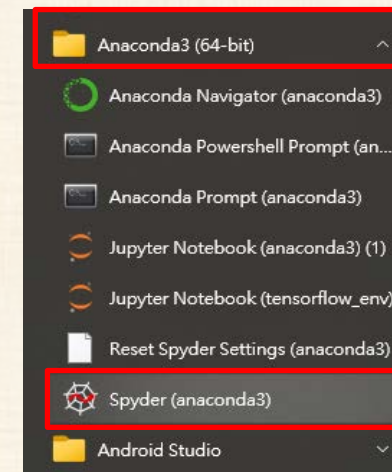 Anaconda3 (64-bit)
Anaconda Navigator (anaconda3)
Anaconda Powershell Prompt (an...
Anaconda Prompt (anaconda3)
Jupyter Notebook (anaconda3) (1)
Jupyter Notebook (tensorflow_env)
Reset Spyder Settings (anaconda3)
Spyder (anaconda3)
Android Studio